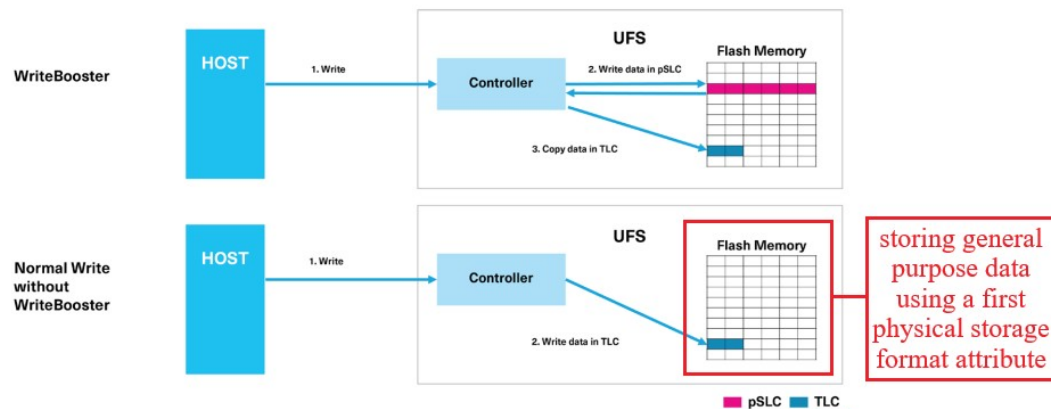 UFS
HOST
Flash Memory
WriteBooster
1. Write
Controller
2. Write data in pSLC
3. Copy data in TLC
UFS
HOST
Flash Memory
Normal Write
without
WriteBooster
1. Write
Controller
2. Write data in TLC
storing general
purpose data
using a first
physical storage
format attribute
pSLC
TLC